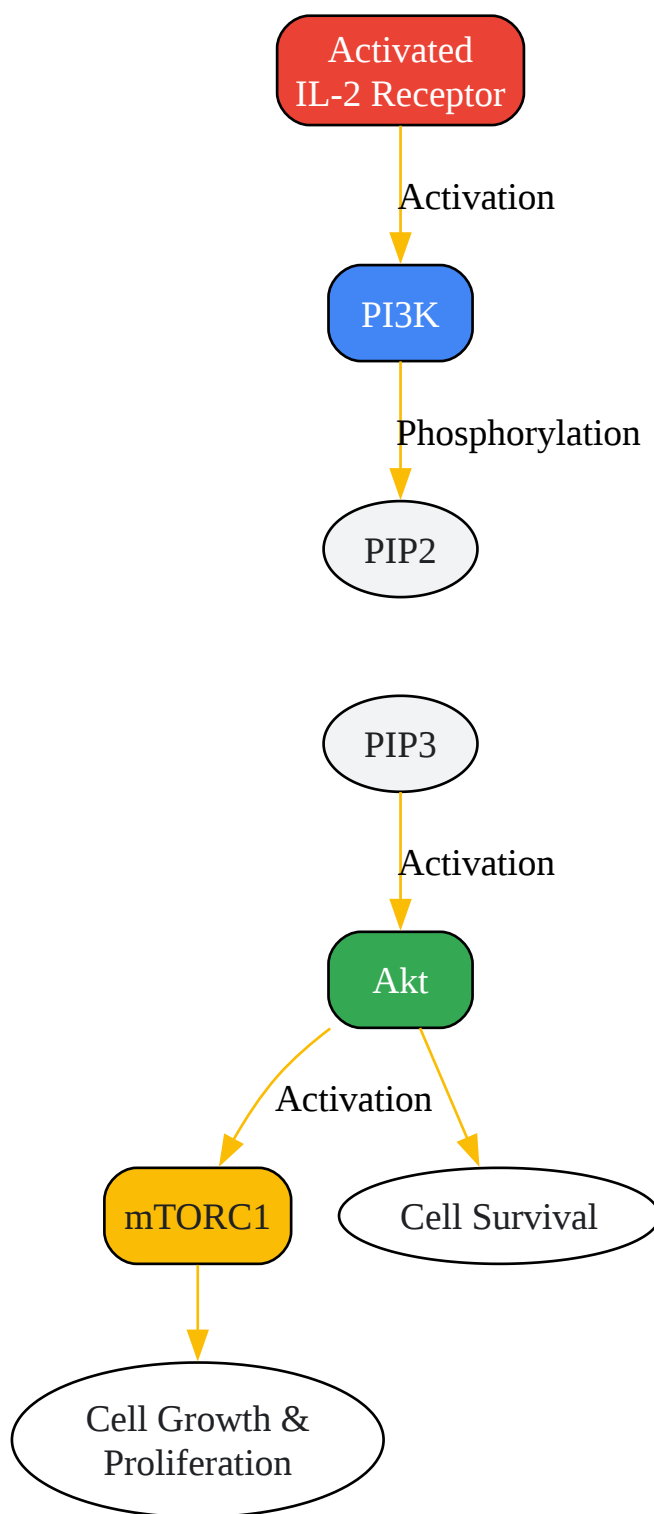 Activated
IL-2 Receptor
Activation
PI3K
Phosphorylation
PIP2
PIP3
Activation
Akt
Activation
mTORC1
Cell Survival
Cell Growth &
Proliferation